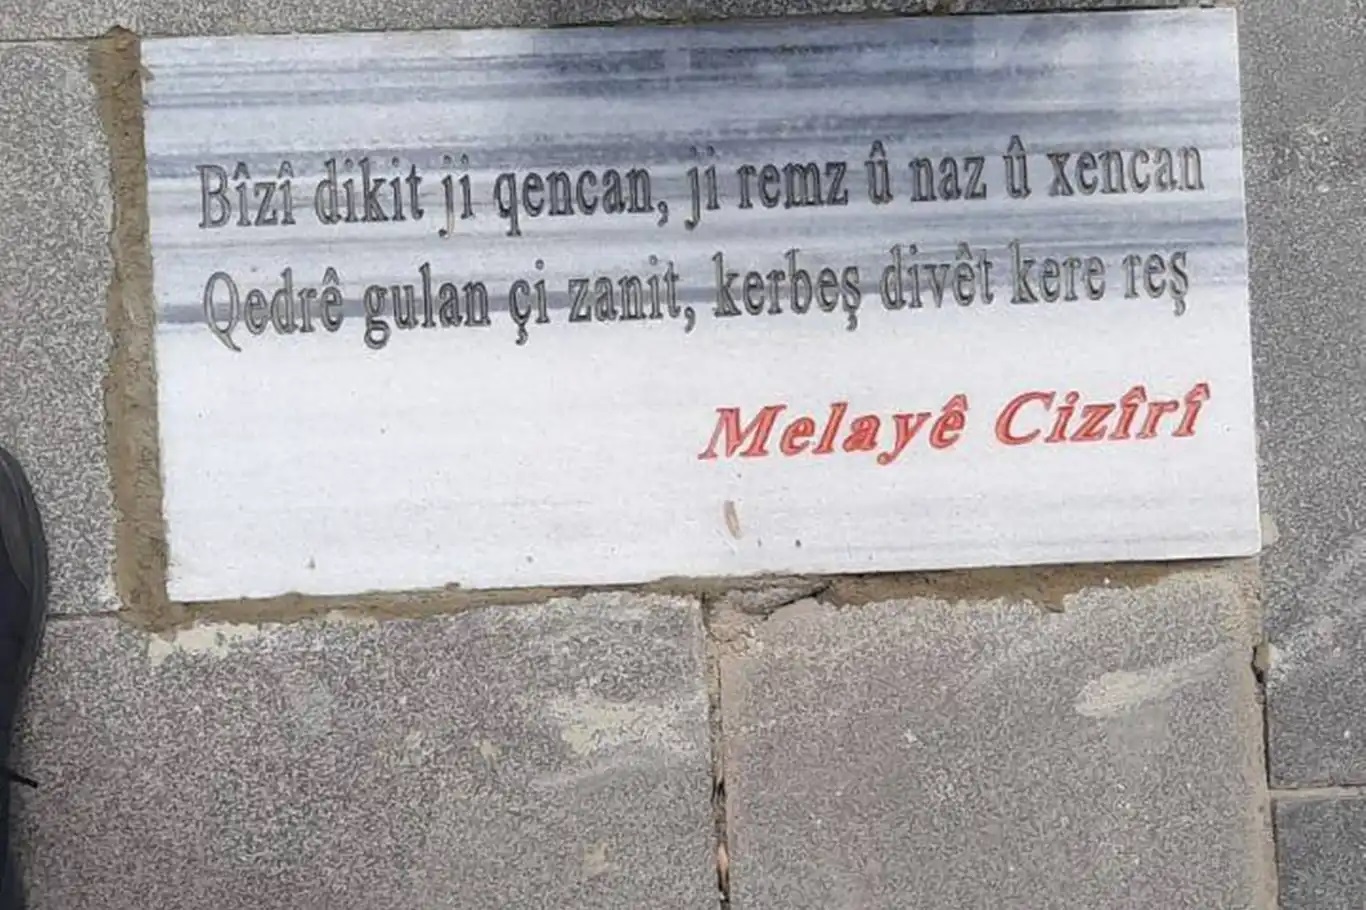 Bîzî dikit ji qencan, ji remz û naz û xencan
Qedrê gulan çi zanit, kerbeş divêt kere reş
Melayê Cizîrî